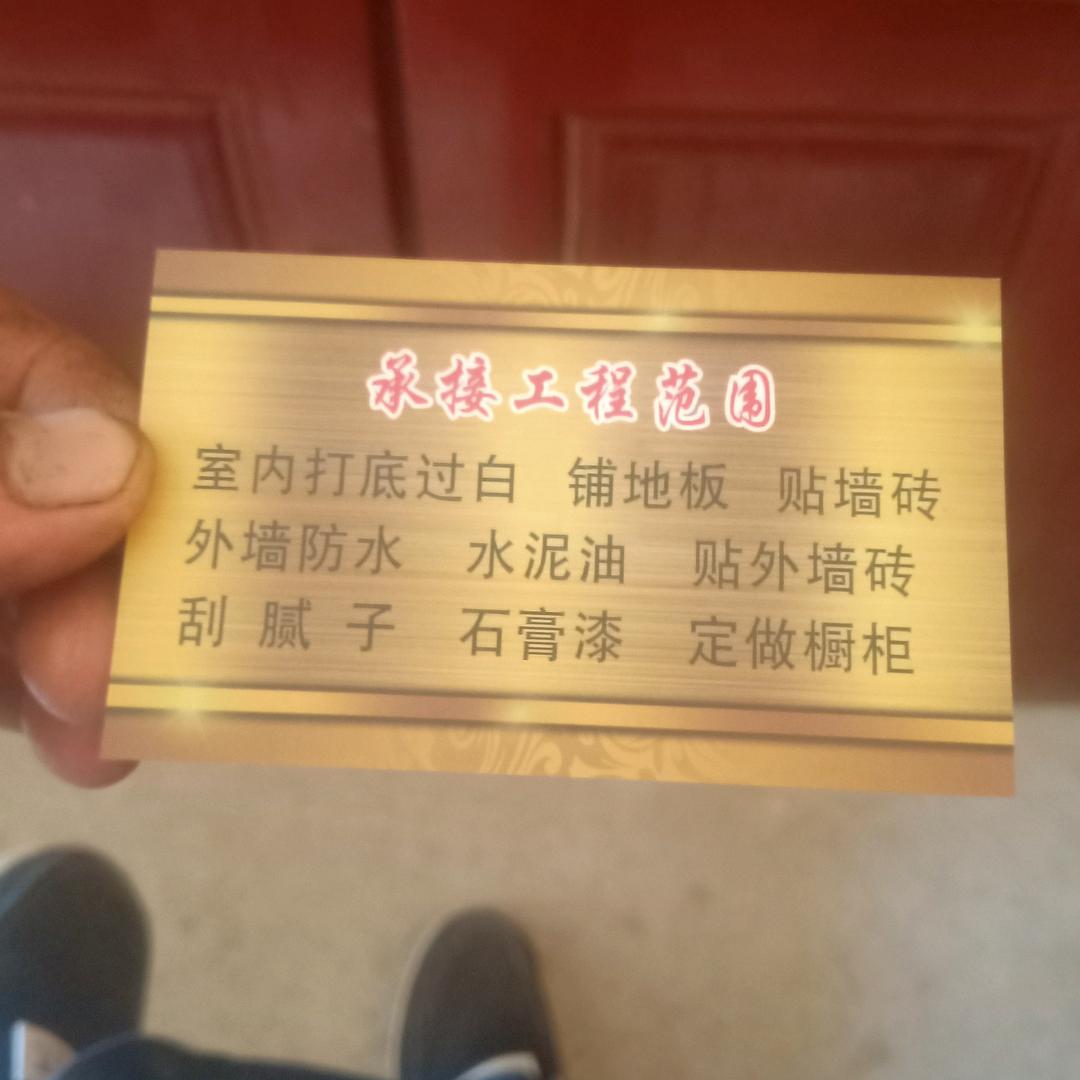 承接工程范围
室内打底过白 铺地板 贴墙砖
外墙防水 水泥油 贴外墙砖
刮腻子 石膏漆 定做橱柜